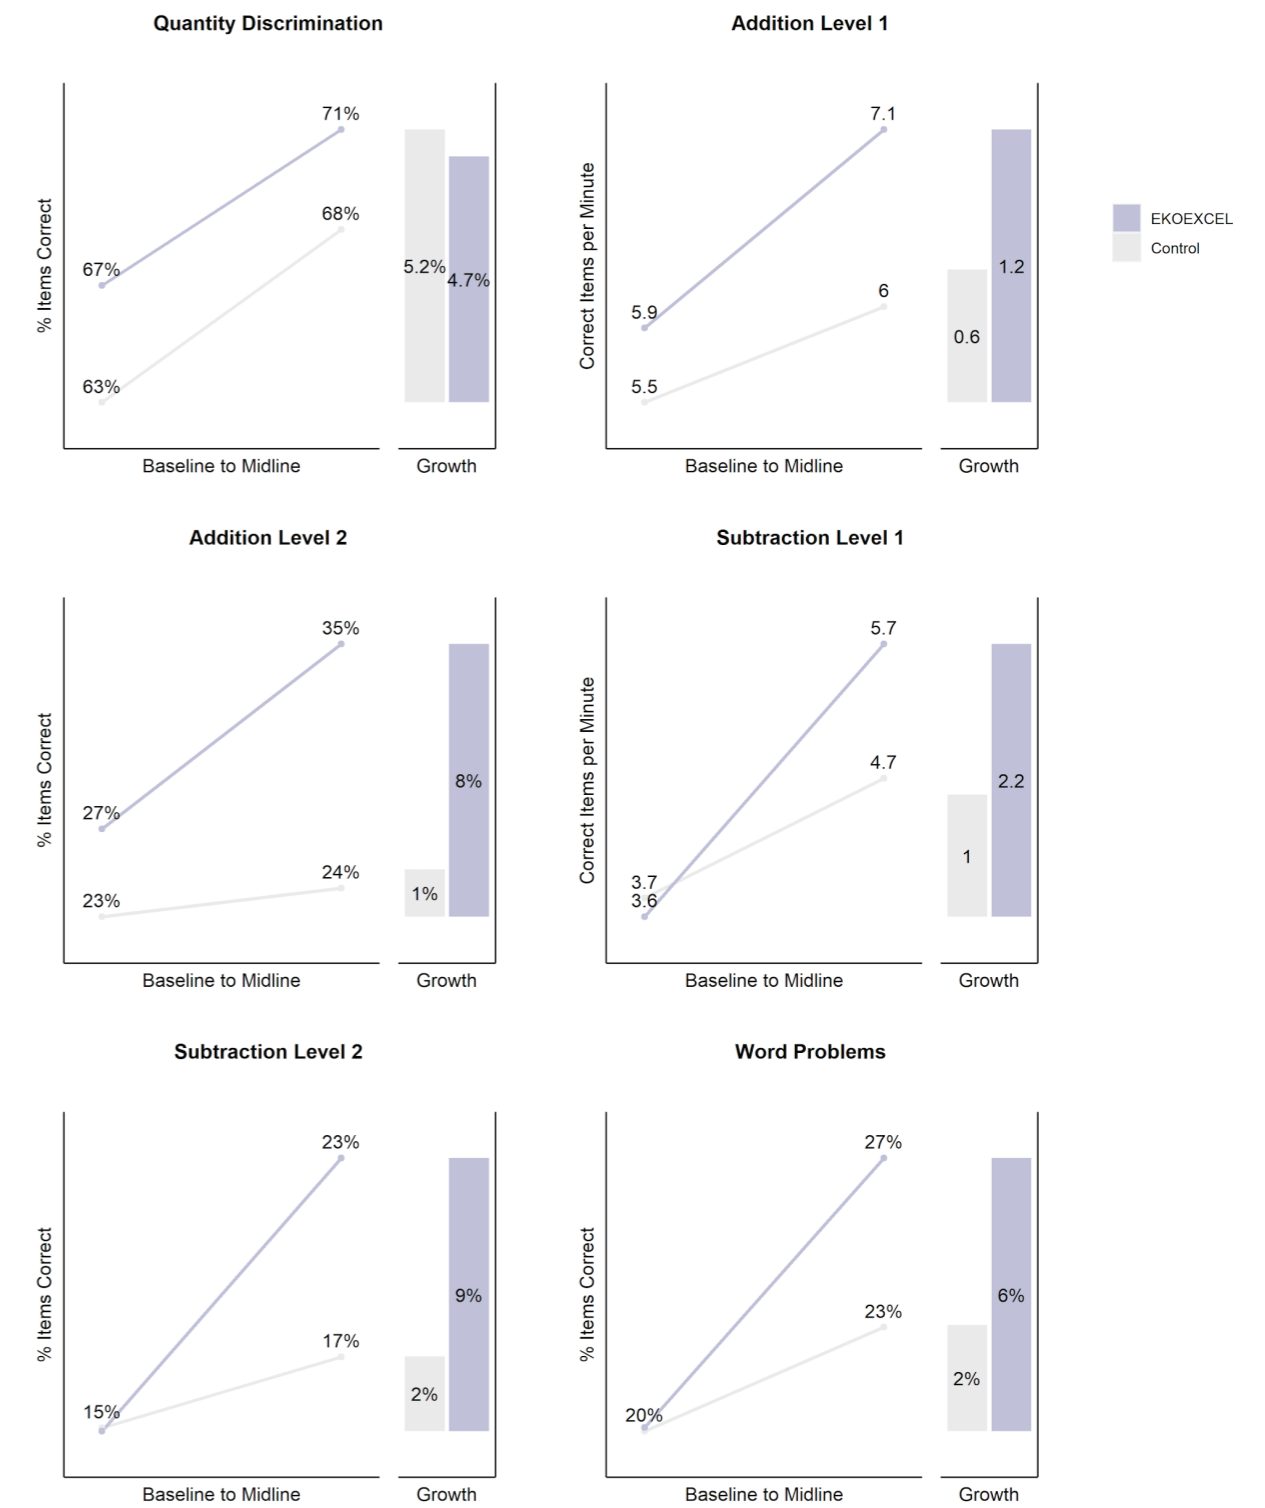 Quantity Discrimination
Addition Level 1
% Items Correct
67%
71%
63%
68%
5.2%
4.7%
Baseline to Midline
Growth
Correct Items per Minute
5.9
7.1
5.5
6
0.6
1.2
Baseline to Midline
Growth
EKOEXCEL
Control
Addition Level 2
Subtraction Level 1
% Items Correct
27%
35%
23%
24%
1%
8%
Baseline to Midline
Growth
Correct Items per Minute
3.7
3.6
5.7
4.7
1
2.2
Baseline to Midline
Growth
Subtraction Level 2
Word Problems
% Items Correct
15%
23%
17%
2%
9%
Baseline to Midline
Growth
% Items Correct
20%
27%
23%
2%
6%
Baseline to Midline
Growth